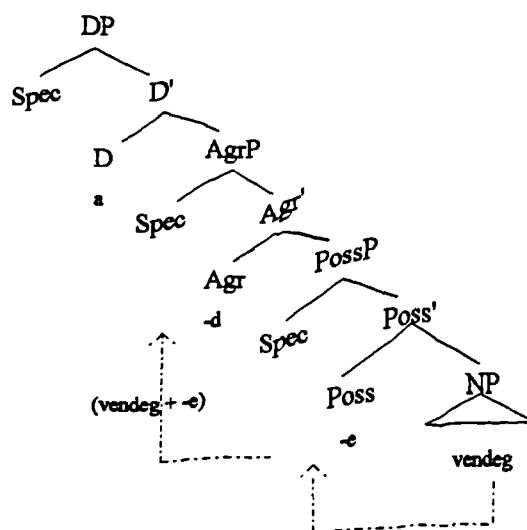 DP
Spec D'
D AgrP
a
Spec Agr'
Agr PossP
-d
Spec Poss'
(vendeg + -e)
Poss NP
-e
vendeg